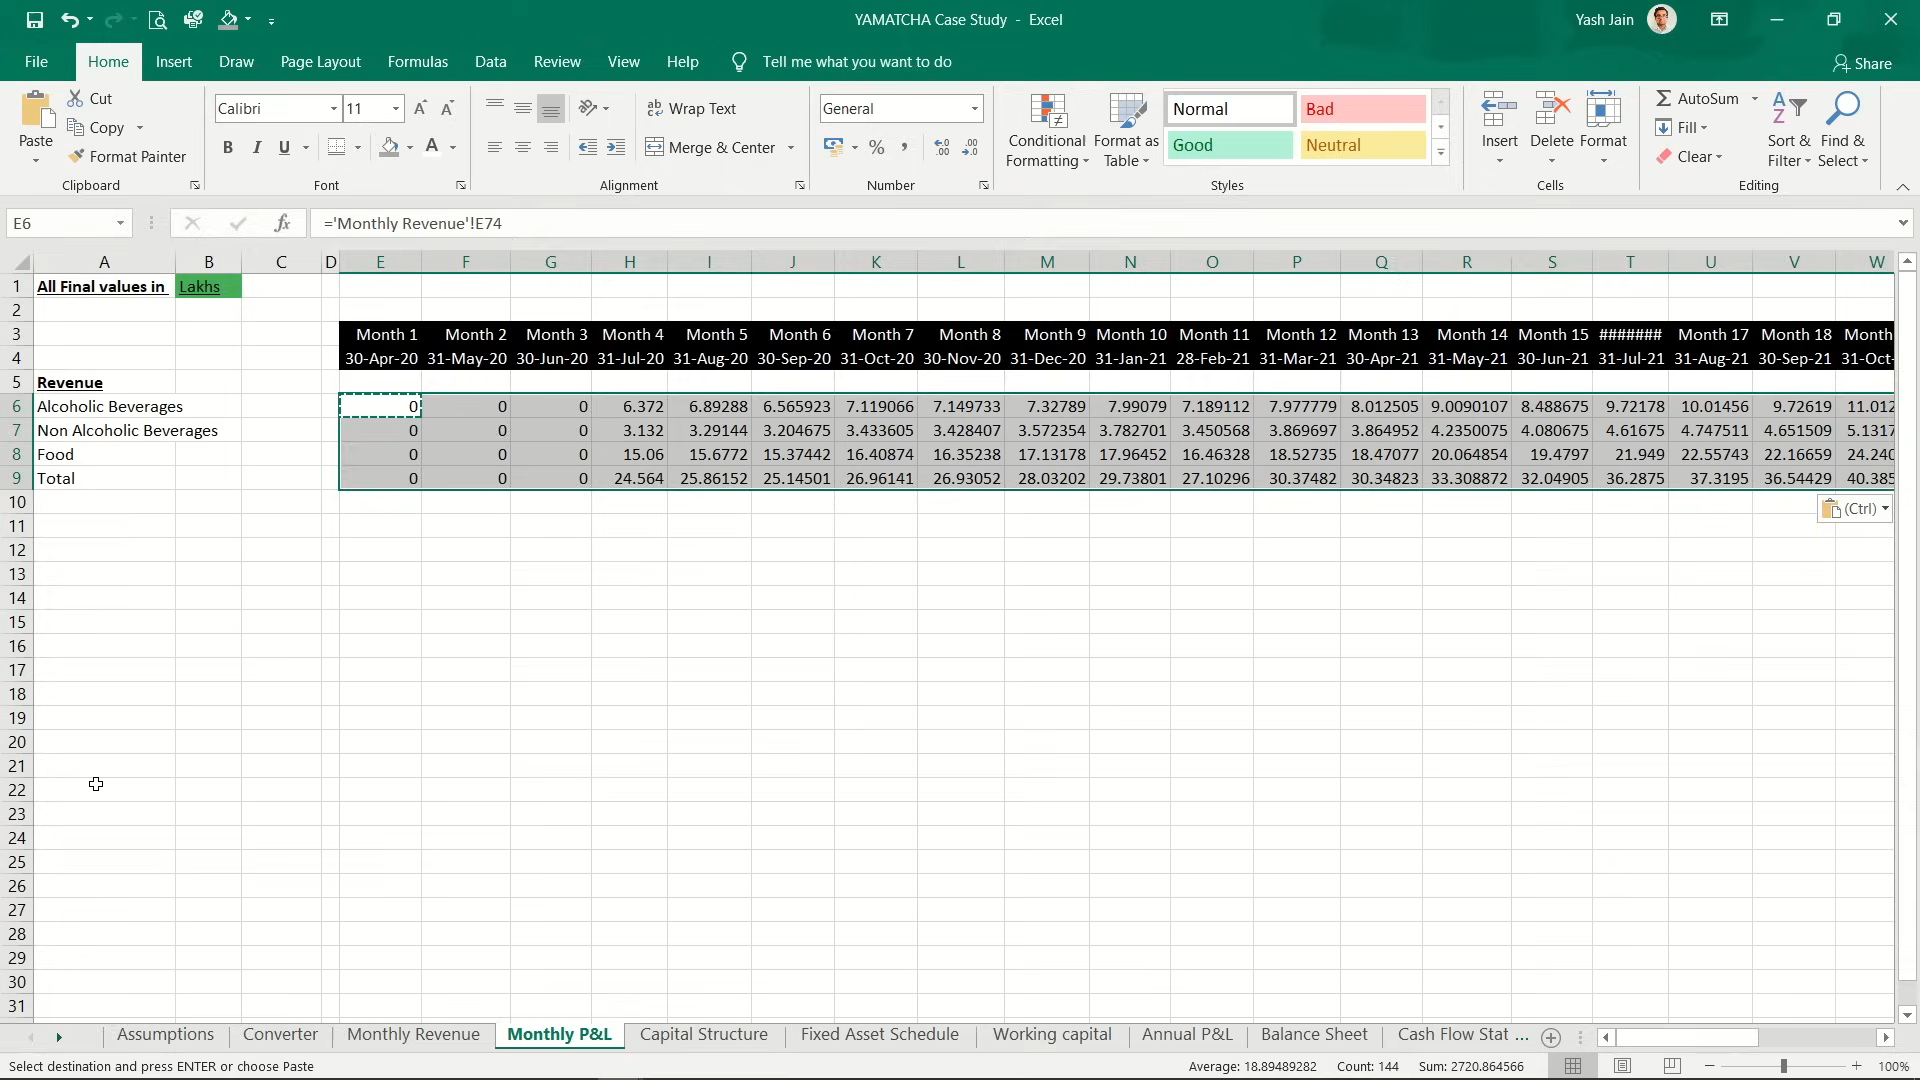 YAMATCHA Case Study - Excel
Yash Jain
File Home Insert Draw Page Layout Formulas Data Review View Help Tell me what you want to do
Share
Paste
Cut
Copy
Format Painter
Clipboard
Calibri 11
B I U
Font
Wrap Text
Merge & Center
Alignment
General
Number
Conditional Formatting
Format as Table
Normal Bad
Good Neutral
Styles
Insert Delete Format
Cells
AutoSum
Fill
Clear
Sort & Filter
Find & Select
Editing
E6 fx ='Monthly Revenue'!E74
A B C D E F G H I J K L M N O P Q R S T U V W
1 All Final values in Lakhs
2
3 Month 1 Month 2 Month 3 Month 4 Month 5 Month 6 Month 7 Month 8 Month 9 Month 10 Month 11 Month 12 Month 13 Month 14 Month 15 ####### Month 17 Month 18 Month
4 30-Apr-20 31-May-20 30-Jun-20 31-Jul-20 31-Aug-20 30-Sep-20 31-Oct-20 30-Nov-20 31-Dec-20 31-Jan-21 28-Feb-21 31-Mar-21 30-Apr-21 31-May-21 30-Jun-21 31-Jul-21 31-Aug-21 30-Sep-21 31-Oct-
5 Revenue
6 Alcoholic Beverages 0 0 0 6.372 6.89288 6.565923 7.119066 7.149733 7.32789 7.99079 7.189112 7.977779 8.012505 9.0090107 8.488675 9.72178 10.01456 9.72619 11.012
7 Non Alcoholic Beverages 0 0 0 3.132 3.29144 3.204675 3.433605 3.428407 3.572354 3.782701 3.450568 3.869697 3.864952 4.2350075 4.080675 4.61675 4.747511 4.651509 5.1317
8 Food 0 0 0 15.06 15.6772 15.37442 16.40874 16.35238 17.13178 17.96452 16.46328 18.52735 18.47077 20.064854 19.4797 21.949 22.55743 22.16659 24.240
9 Total 0 0 0 24.564 25.86152 25.14501 26.96141 26.93052 28.03202 29.73801 27.10296 30.37482 30.34823 33.308872 32.04905 36.2875 37.3195 36.54429 40.385
10
(Ctrl)
11
12
13
14
15
16
17
18
19
20
21
22
23
24
25
26
27
28
29
30
31
Assumptions Converter Monthly Revenue Monthly P&L Capital Structure Fixed Asset Schedule Working capital Annual P&L Balance Sheet Cash Flow Stat ...
Select destination and press ENTER or choose Paste Average: 18.89489282 Count: 144 Sum: 2720.864566 100%